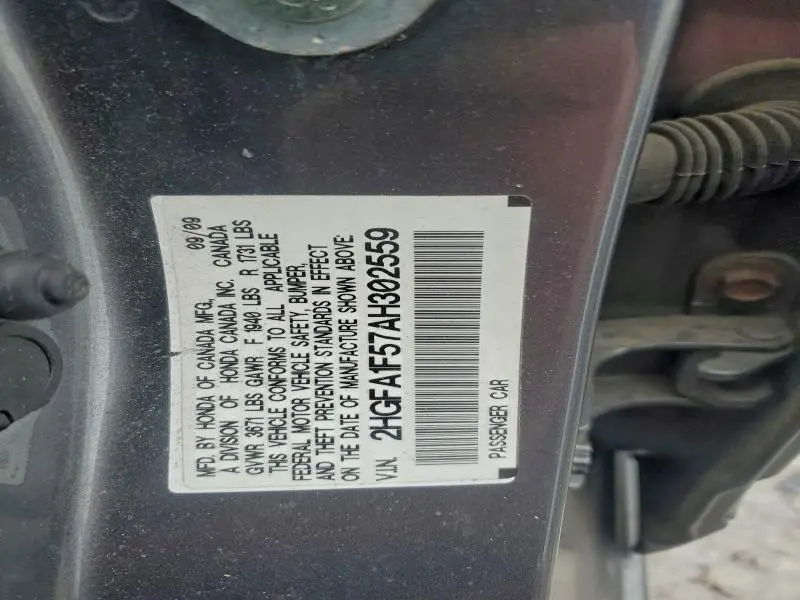 MFD. BY HONDA OF CANADA MFG., 09/09
A DIVISION OF HONDA CANADA INC. CANADA
GVWR 3671 LBS GAWR F 1940 LBS R 1731 LBS
THIS VEHICLE CONFORMS TO ALL APPLICABLE
FEDERAL MOTOR VEHICLE SAFETY, BUMPER,
AND THEFT PREVENTION STANDARDS IN EFFECT
ON THE DATE OF MANUFACTURE SHOWN ABOVE.
V.I.N. 2HGFA1F57AH302559
PASSENGER CAR